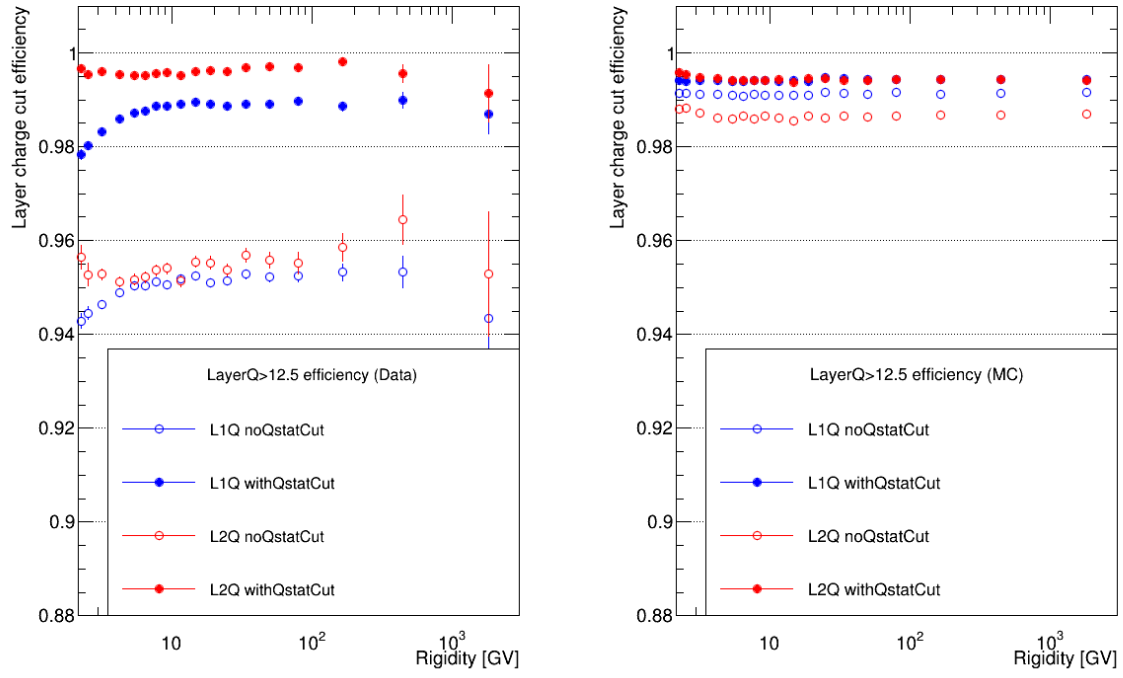 Layer charge cut efficiency
1
0.98
0.96
0.94
0.92
0.9
0.88
LayerQ>12.5 efficiency (Data)
L1Q noQstatCut
L1Q withQstatCut
L2Q noQstatCut
L2Q withQstatCut
10
10²
10³
Rigidity [GV]
Layer charge cut efficiency
1
0.98
0.96
0.94
0.92
0.9
0.88
LayerQ>12.5 efficiency (MC)
L1Q noQstatCut
L1Q withQstatCut
L2Q noQstatCut
L2Q withQstatCut
10
10²
10³
Rigidity [GV]